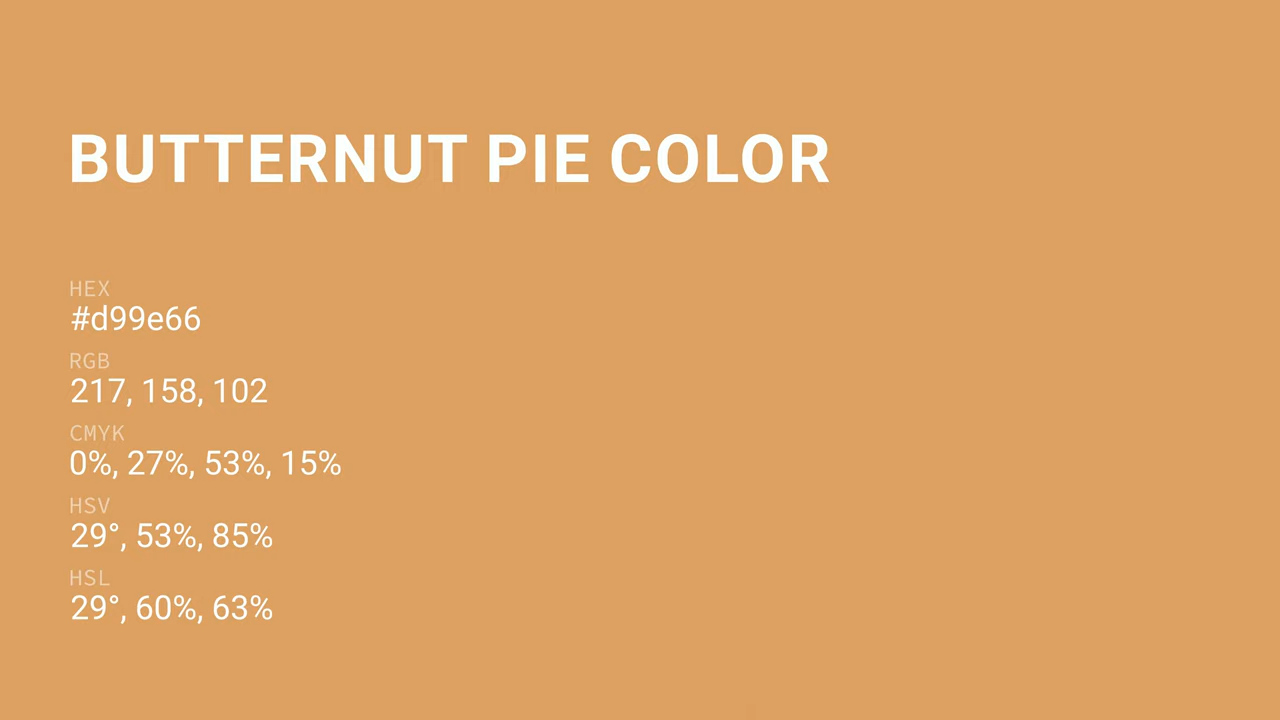 BUTTERNUT PIE COLOR
HEX
#d99e66
RGB
217, 158, 102
CMYK
0%, 27%, 53%, 15%
HSV
29°, 53%, 85%
HSL
29°, 60%, 63%